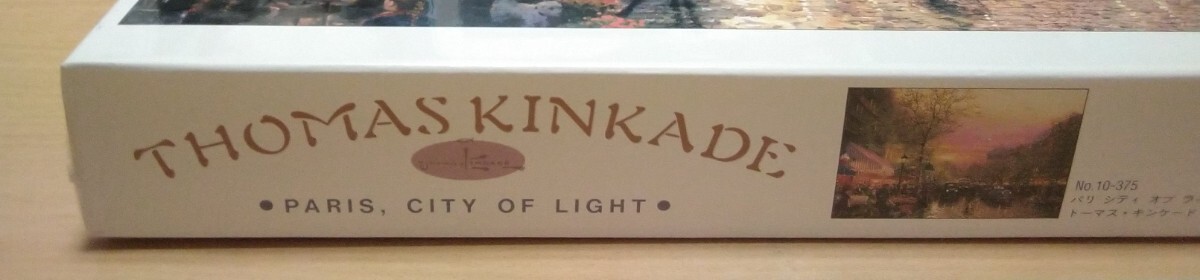 THOMAS KINKADE
• PARIS, CITY OF LIGHT •
No.10-375
パリ シティ オブ ラ
トーマス・キンケード